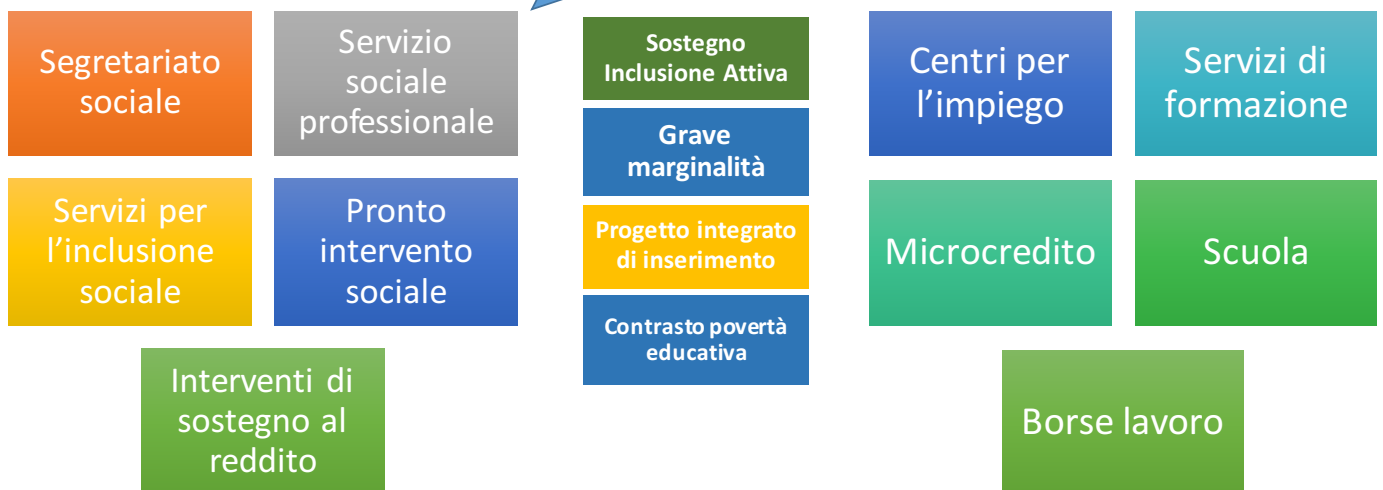 Segretariato
sociale
Servizio
sociale
professionale
Servizi per
l’inclusione
sociale
Pronto
intervento
sociale
Interventi di
sostegno al
reddito
Sostegno
Inclusione Attiva
Grave
marginalità
Progetto integrato
di inserimento
Contrasto povertà
educativa
Centri per
l’impiego
Servizi di
formazione
Microcredito
Scuola
Borse lavoro